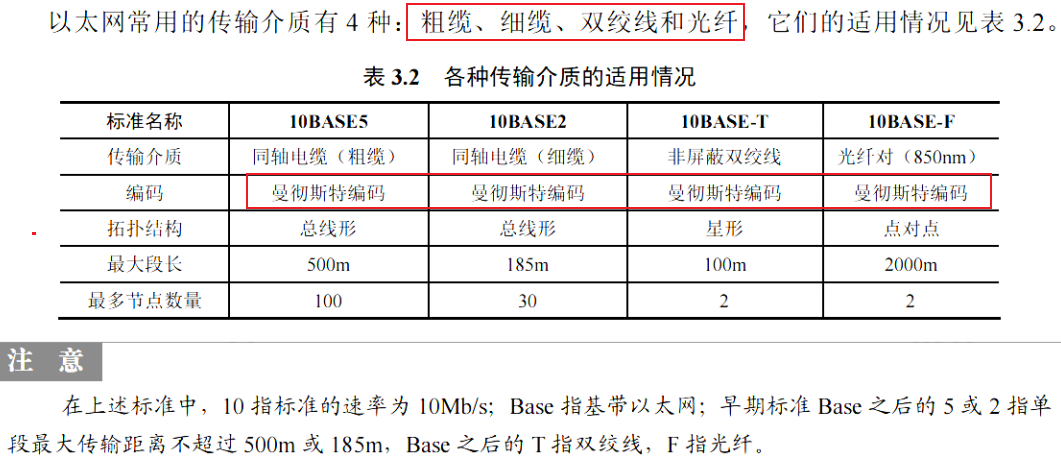 以太网常用的传输介质有 4 种：粗缆、细缆、双绞线和光纤，它们的适用情况见表 3.2。
表 3.2 各种传输介质的适用情况
标准名称 10BASE5 10BASE2 10BASE-T 10BASE-F
传输介质 同轴电缆（粗缆） 同轴电缆（细缆） 非屏蔽双绞线 光纤对（850nm）
编码 曼彻斯特编码 曼彻斯特编码 曼彻斯特编码 曼彻斯特编码
拓扑结构 总线形 总线形 星形 点对点
最大段长 500m 185m 100m 2000m
最多节点数量 100 30 2 2
注 意
在上述标准中，10 指标准的速率为 10Mb/s；Base 指基带以太网；早期标准 Base 之后的 5 或 2 指单
段最大传输距离不超过 500m 或 185m，Base 之后的 T 指双绞线，F 指光纤。